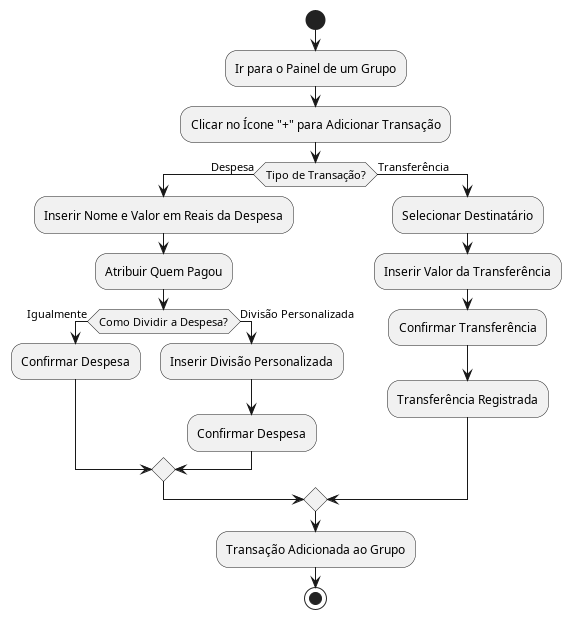 Ir para o Painel de um Grupo
Clicar no Ícone "+" para Adicionar Transação
Tipo de Transação?
Despesa
Transferência
Inserir Nome e Valor em Reais da Despesa
Atribuir Quem Pagou
Como Dividir a Despesa?
Igualmente
Divisão Personalizada
Confirmar Despesa
Inserir Divisão Personalizada
Confirmar Despesa
Selecionar Destinatário
Inserir Valor da Transferência
Confirmar Transferência
Transferência Registrada
Transação Adicionada ao Grupo